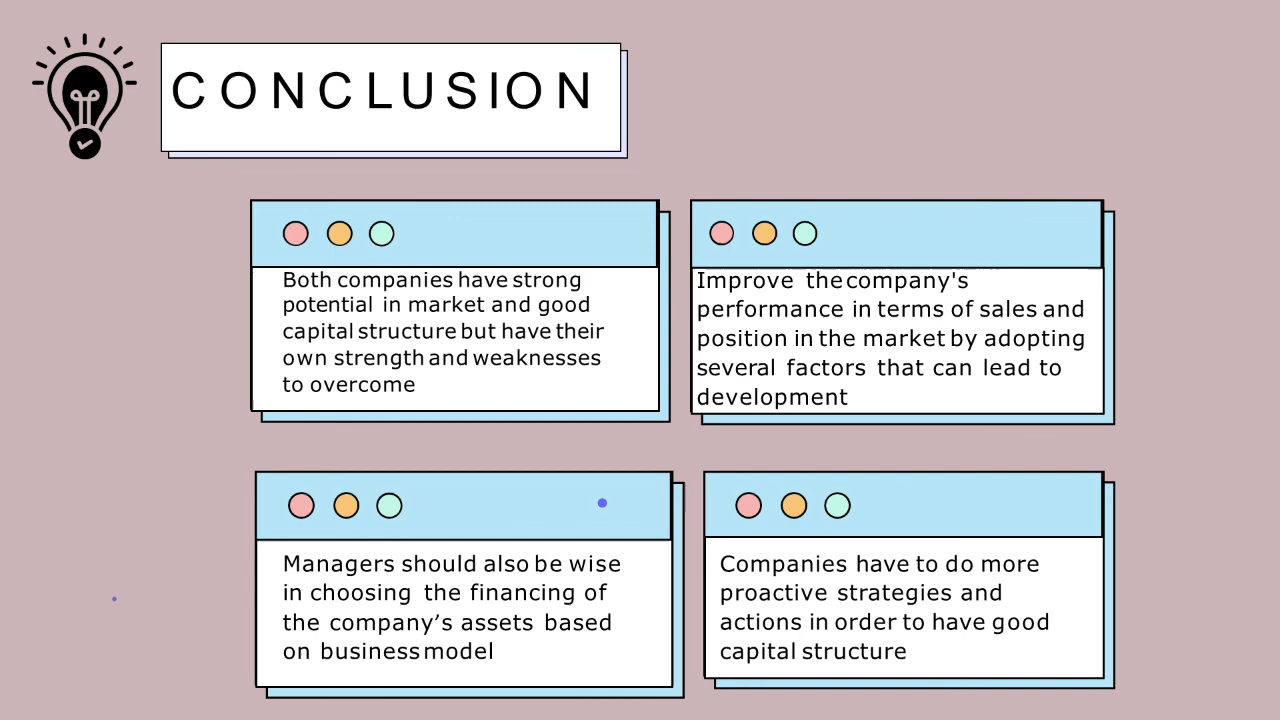 CONCLUSION
Both companies have strong
potential in market and good
capital structure but have their
own strength and weaknesses
to overcome
Improve the company's
performance in terms of sales and
position in the market by adopting
several factors that can lead to
development
Managers should also be wise
in choosing the financing of
the company’s assets based
on business model
Companies have to do more
proactive strategies and
actions in order to have good
capital structure